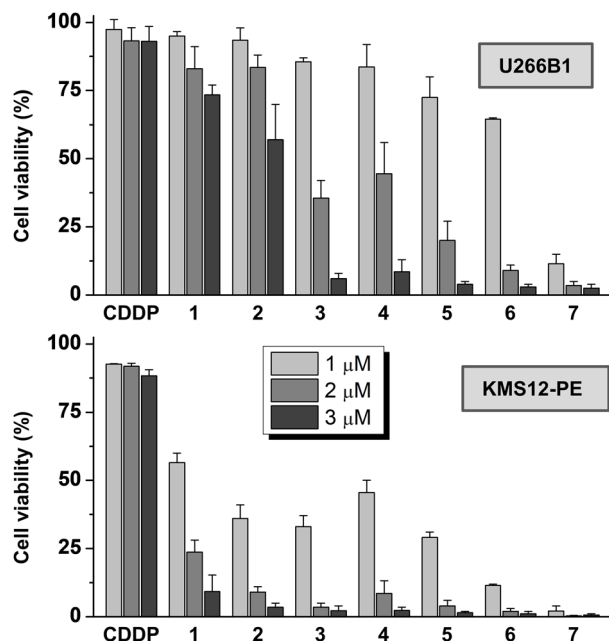 100
75
50
25
0
Cell viability (%)
U266B1
CDDP 1 2 3 4 5 6 7
100
75
50
25
0
Cell viability (%)
1 μM
2 μM
3 μM
KMS12-PE
CDDP 1 2 3 4 5 6 7